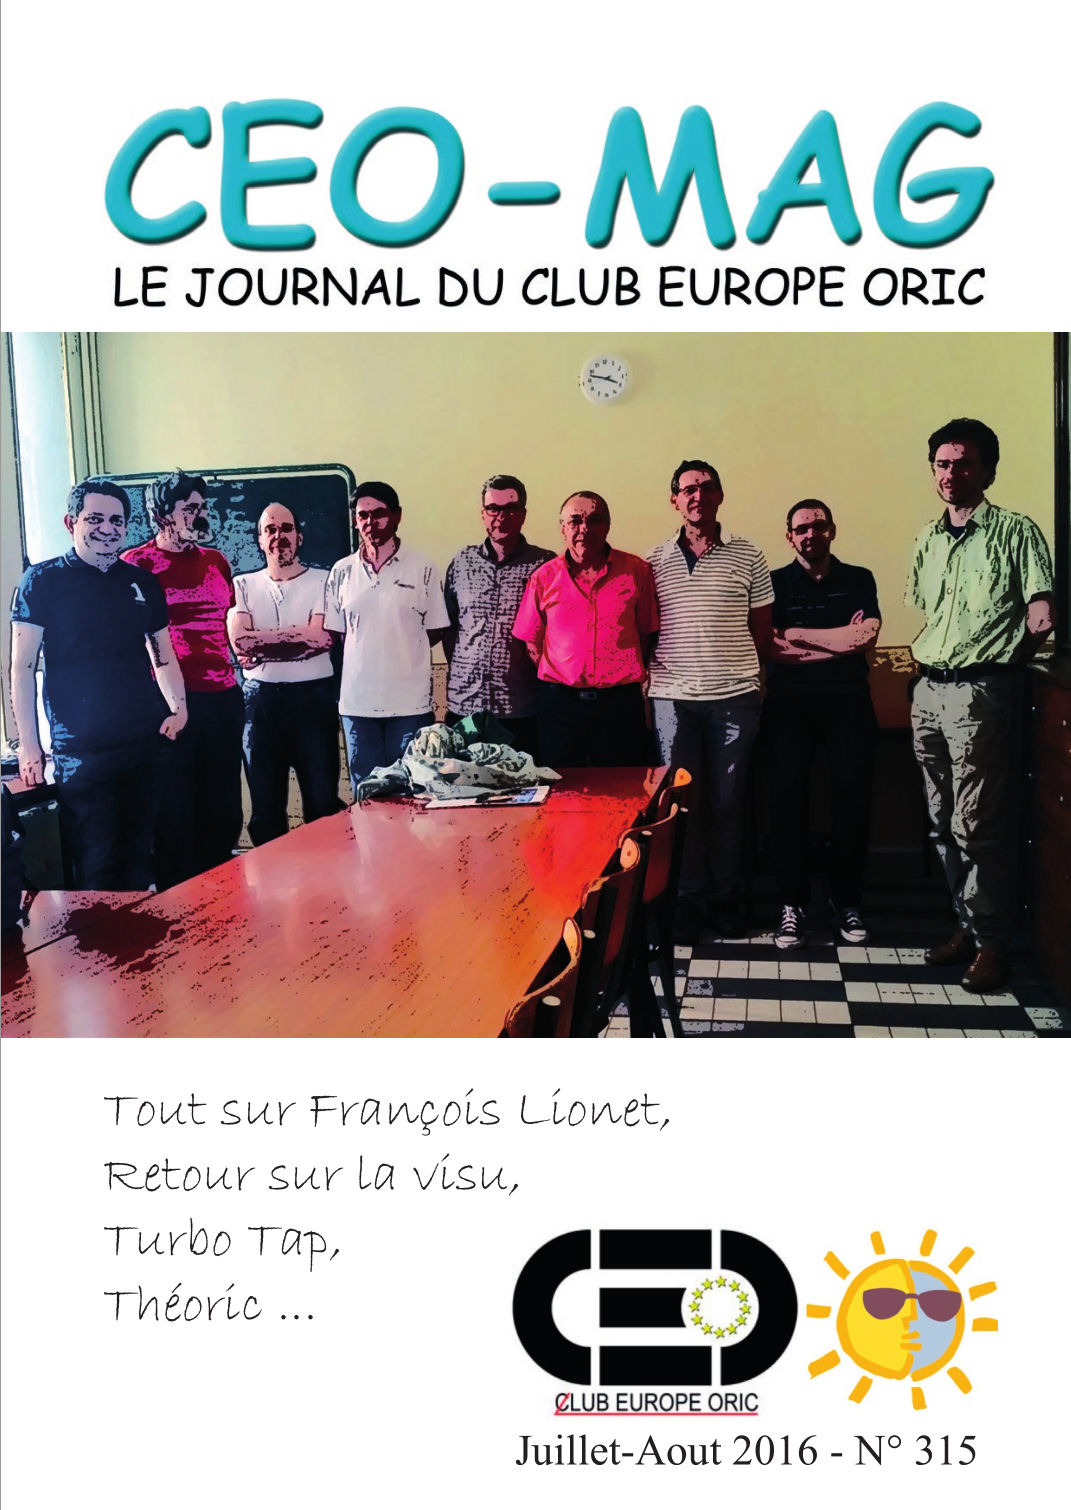 CEO-MAG
LE JOURNAL DU CLUB EUROPE ORIC
Tout sur François Lionet,
Retour sur la visu,
Turbo Tap,
Théoric ...
CEO
CLUB EUROPE ORIC
Juillet-Aout 2016 - N° 315